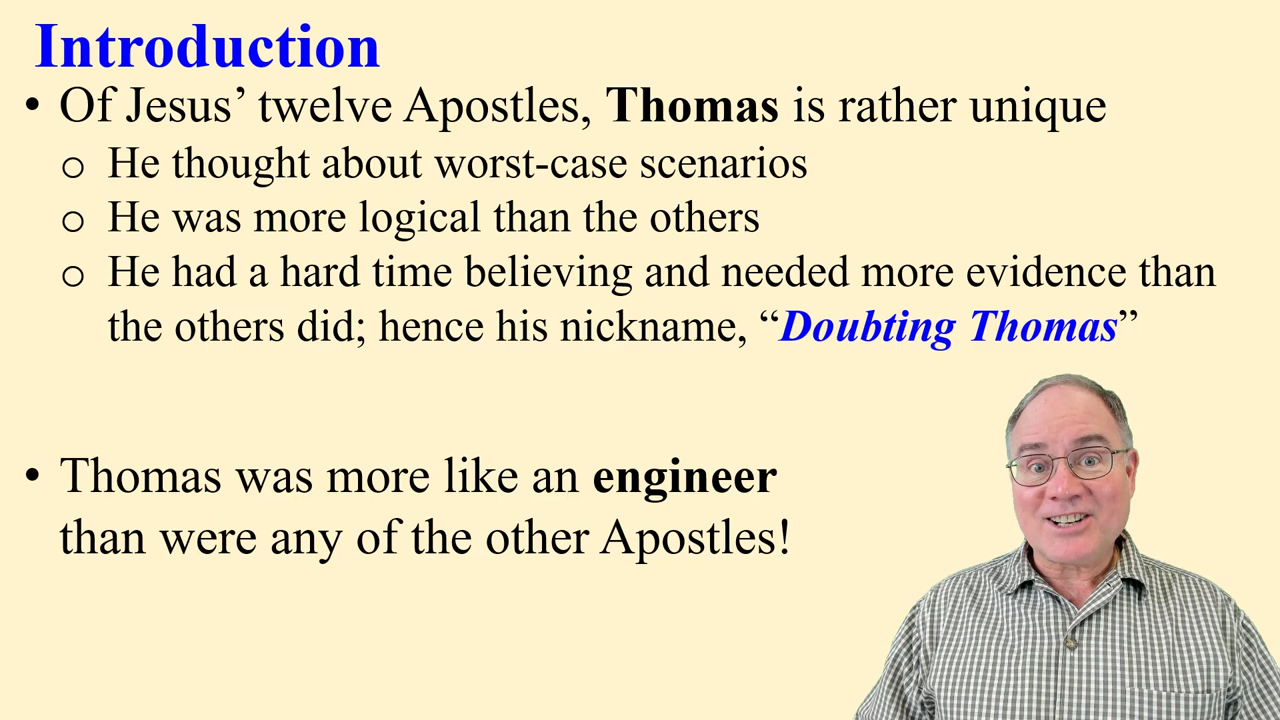 Introduction
• Of Jesus’ twelve Apostles, Thomas is rather unique
o He thought about worst-case scenarios
o He was more logical than the others
o He had a hard time believing and needed more evidence than
the others did; hence his nickname, “Doubting Thomas”
• Thomas was more like an engineer
than were any of the other Apostles!